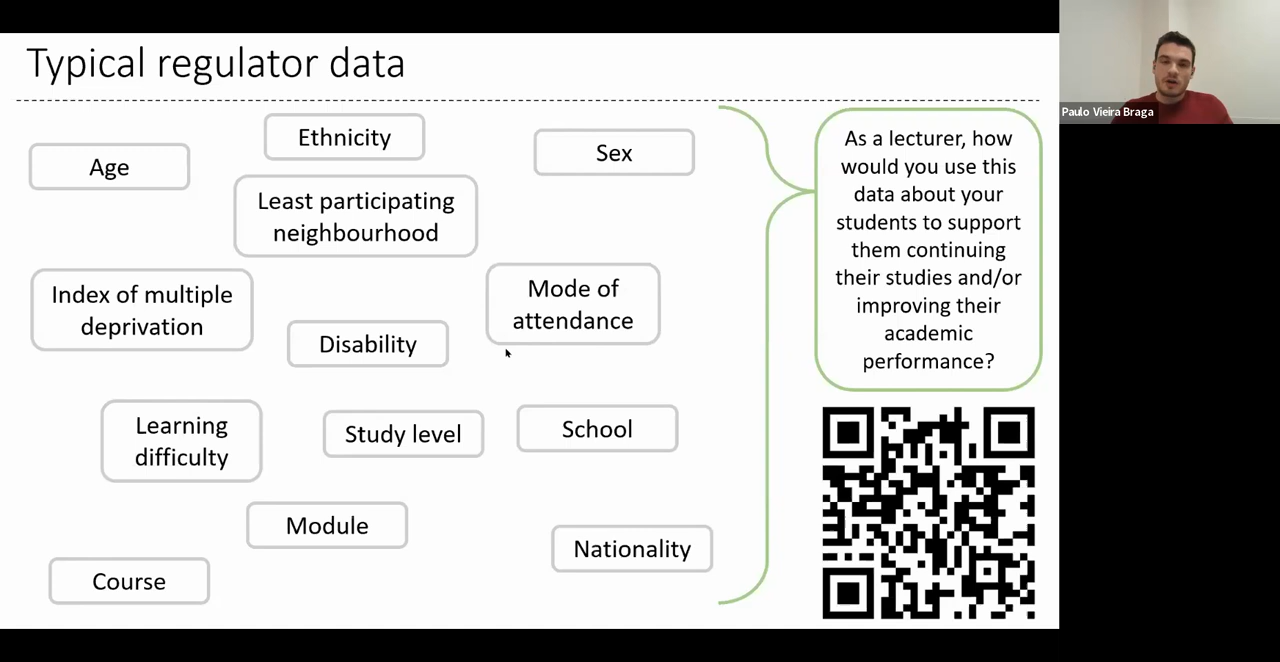 Typical regulator data
Ethnicity
Sex
Age
Least participating
neighbourhood
Index of multiple
deprivation
Mode of
attendance
Disability
Learning
difficulty
Study level
School
Module
Nationality
Course
As a lecturer, how
would you use this
data about your
students to support
them continuing
their studies and/or
improving their
academic
performance?
Paulo Vieira Braga